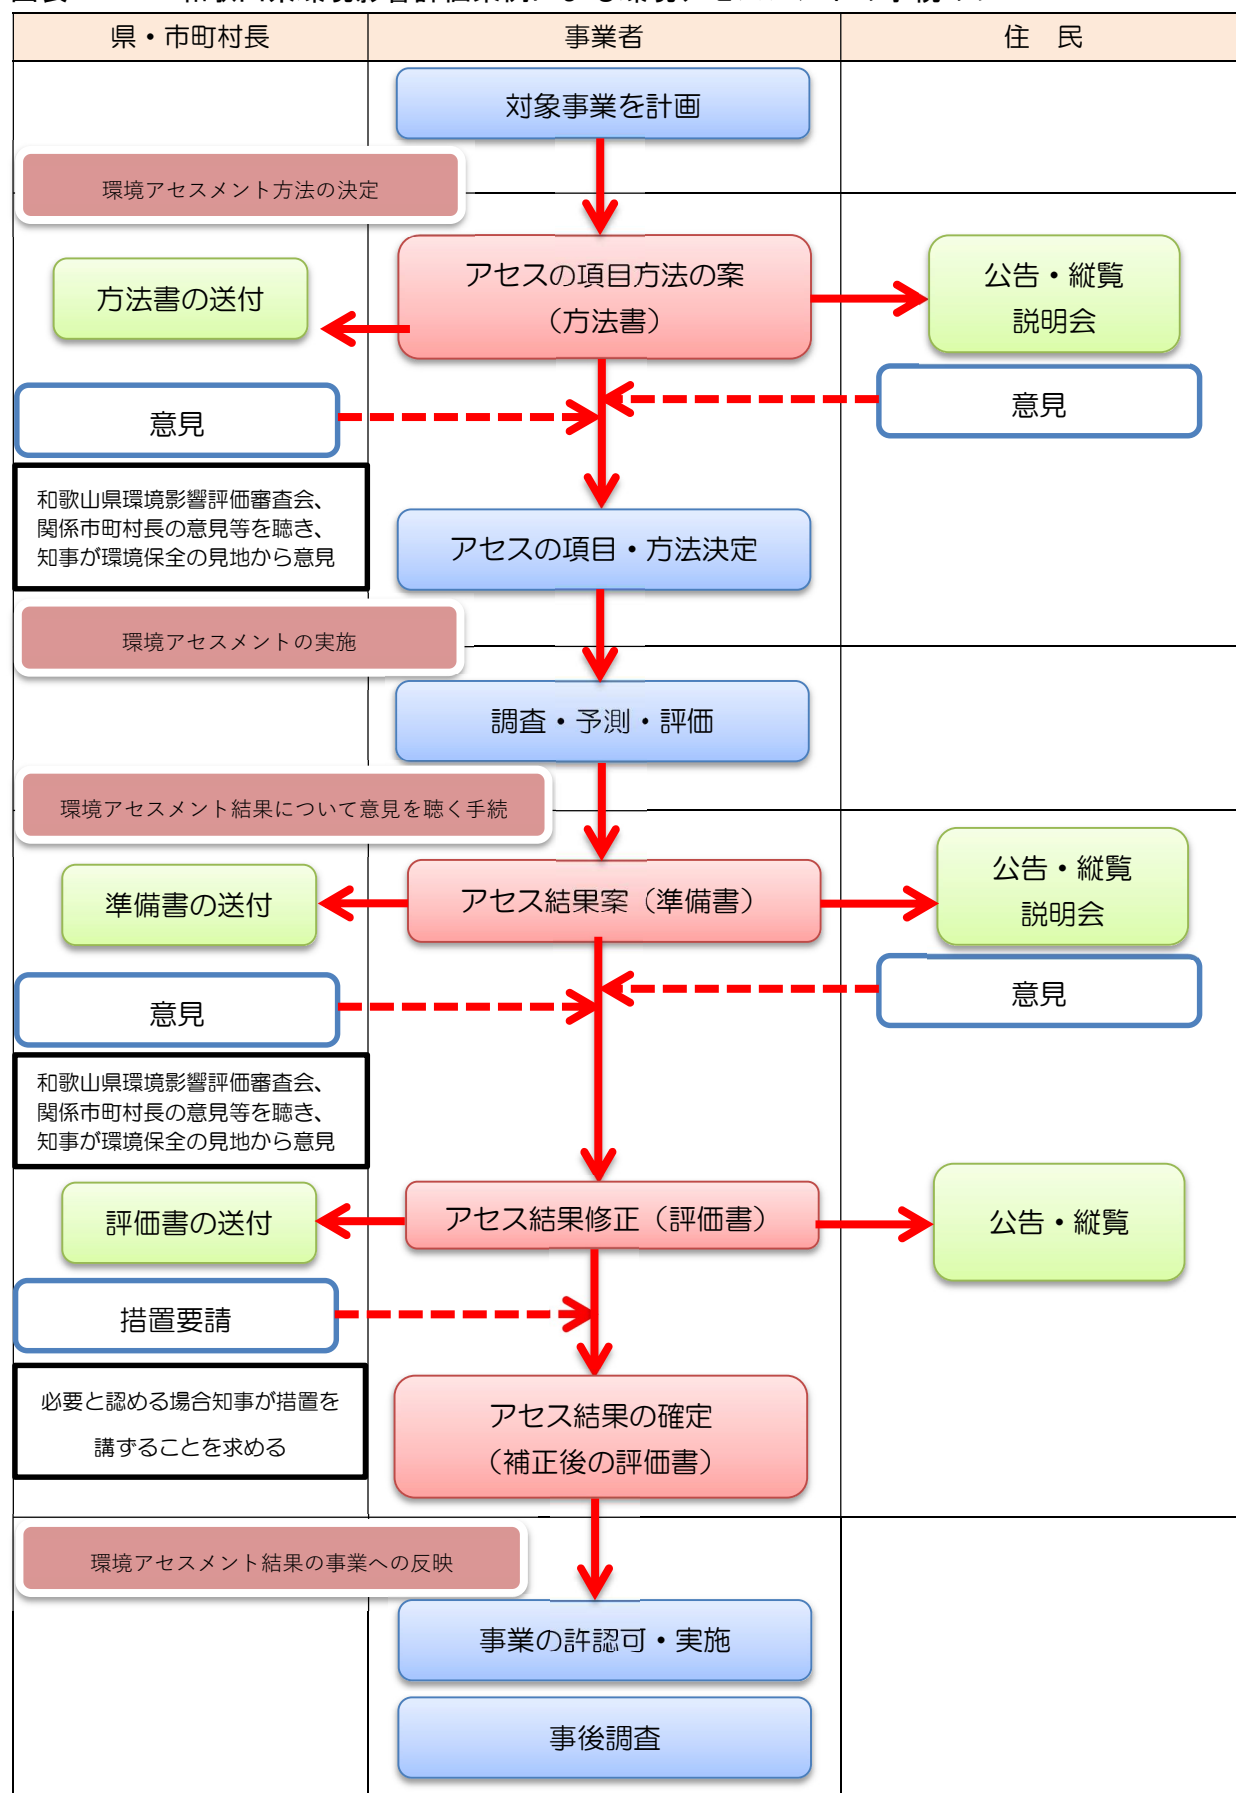 県・市町村長
事業者
住 民
対象事業を計画
環境アセスメント方法の決定
方法書の送付
アセスの項目方法の案
（方法書）
公告・縦覧
説明会
意見
意見
和歌山県環境影響評価審査会、
関係市町村長の意見等を聴き、
知事が環境保全の見地から意見
アセスの項目・方法決定
環境アセスメントの実施
調査・予測・評価
環境アセスメント結果について意見を聴く手続
準備書の送付
アセス結果案（準備書）
公告・縦覧
説明会
意見
意見
和歌山県環境影響評価審査会、
関係市町村長の意見等を聴き、
知事が環境保全の見地から意見
評価書の送付
アセス結果修正（評価書）
公告・縦覧
措置要請
必要と認める場合知事が措置を
講ずることを求める
アセス結果の確定
（補正後の評価書）
環境アセスメント結果の事業への反映
事業の許認可・実施
事後調査